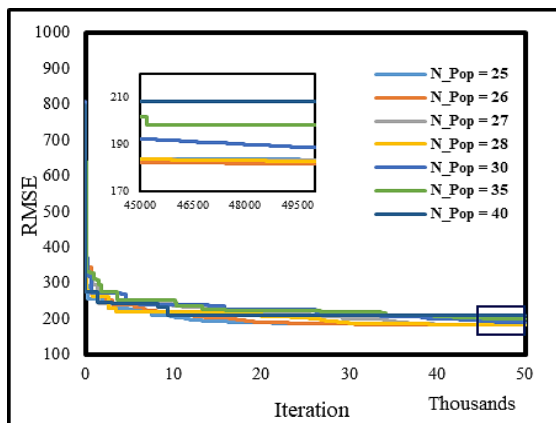 1000
900
800
700
600
500
400
300
200
100
RMSE
210
190
170
45000 46500 48000 49500
N_Pop = 25
N_Pop = 26
N_Pop = 27
N_Pop = 28
N_Pop = 30
N_Pop = 35
N_Pop = 40
0 10 20 30 40 50
Iteration
Thousands